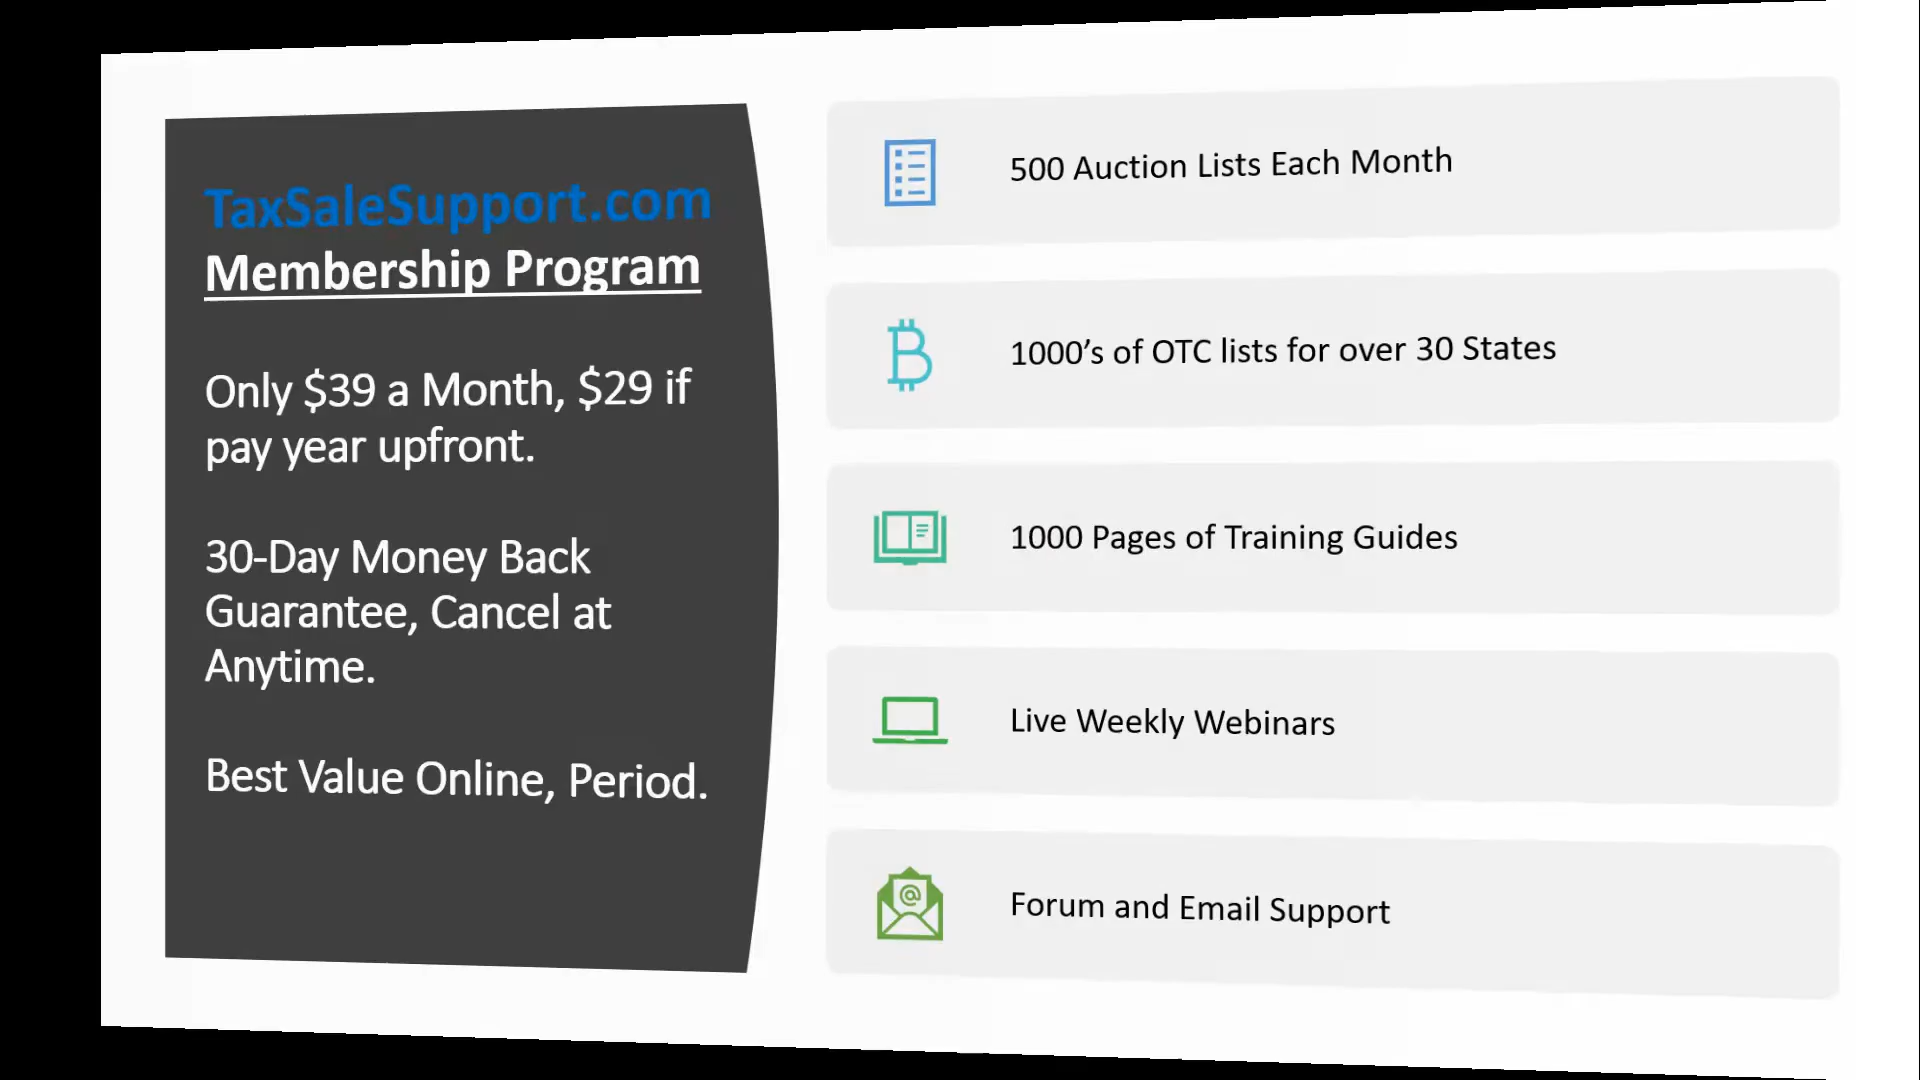 TaxSaleSupport.com
Membership Program
Only $39 a Month, $29 if
pay year upfront.
30-Day Money Back
Guarantee, Cancel at
Anytime.
Best Value Online, Period.
500 Auction Lists Each Month
1000’s of OTC lists for over 30 States
1000 Pages of Training Guides
Live Weekly Webinars
Forum and Email Support